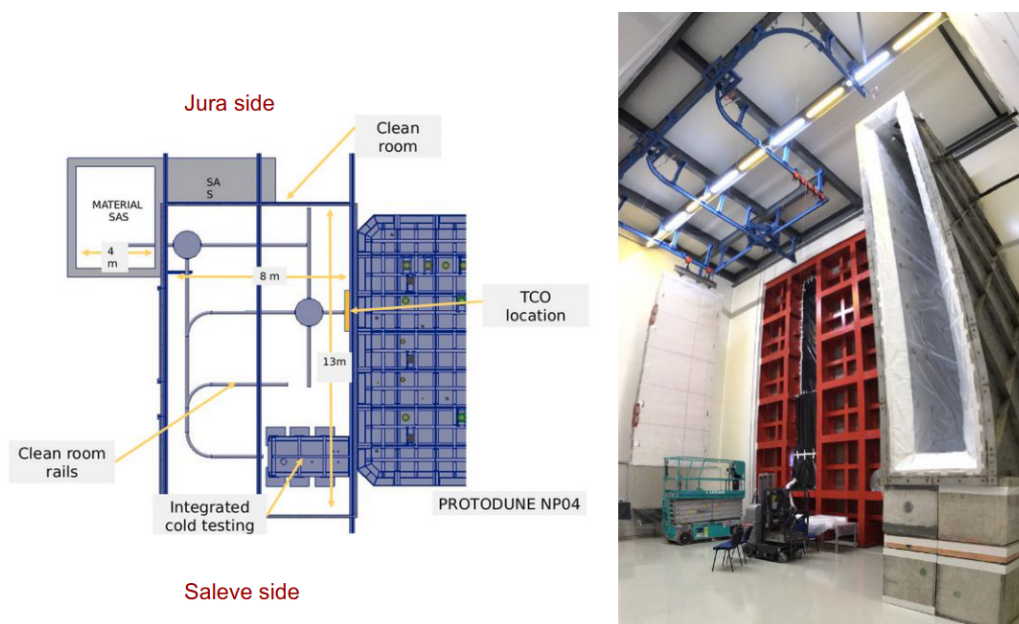 Jura side
Clean
room
SA
S
MATERIAL
SAS
4
m
8 m
TCO
location
13m
Clean room
rails
Integrated
cold testing
PROTODUNE NP04
Saleve side